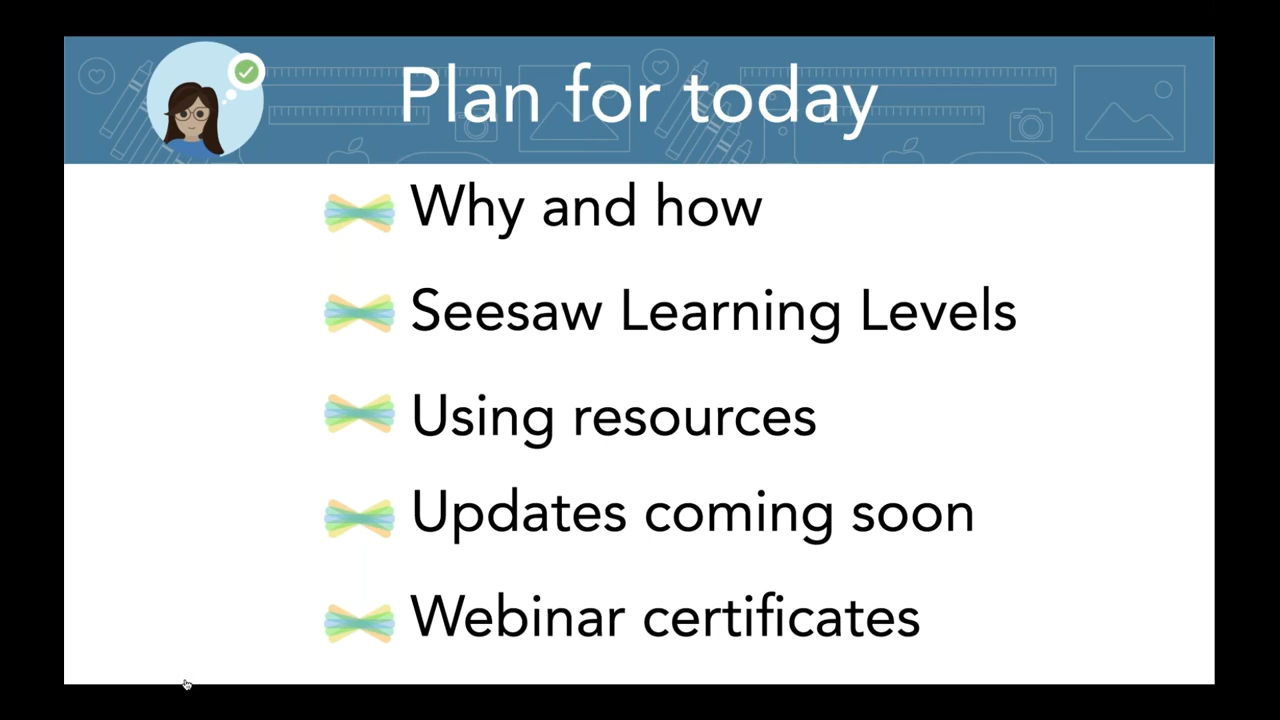 Plan for today
Why and how
Seesaw Learning Levels
Using resources
Updates coming soon
Webinar certificates